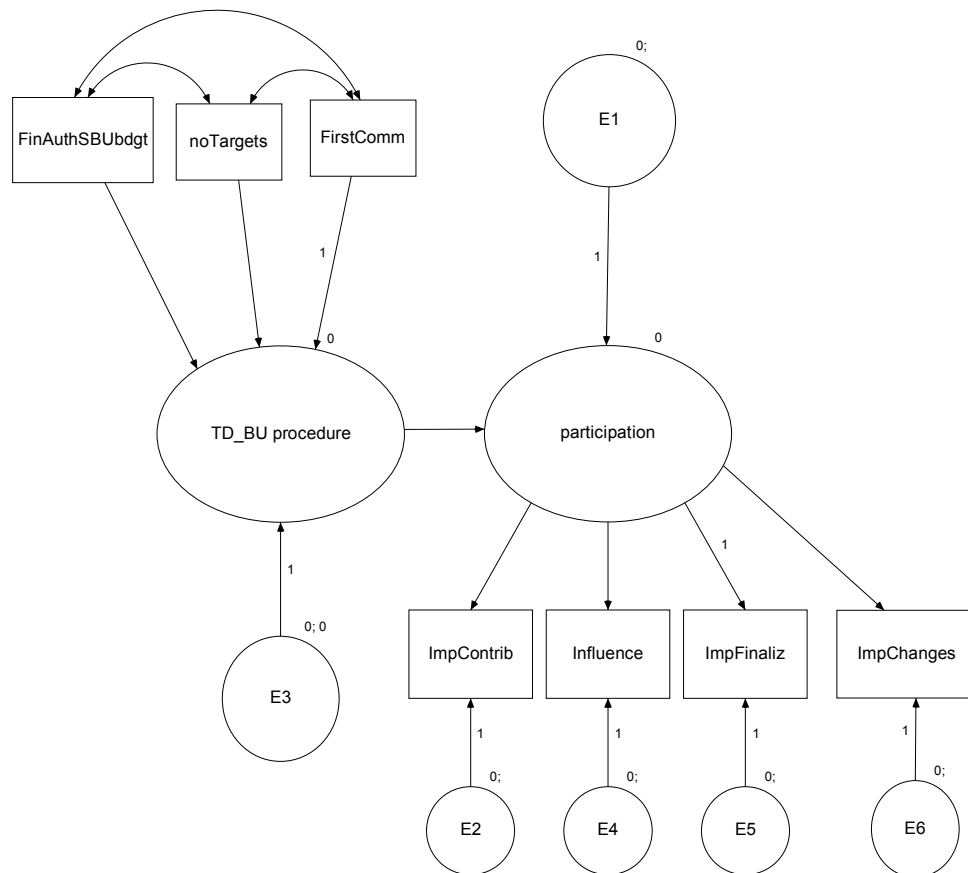 0;
E1
FinAuthSBUbdgt
noTargets
FirstComm
1
1
0
0
TD_BU procedure
participation
1
1
0; 0
E3
ImpContrib
Influence
ImpFinaliz
ImpChanges
1
1
1
1
0;
0;
0;
0;
E2
E4
E5
E6